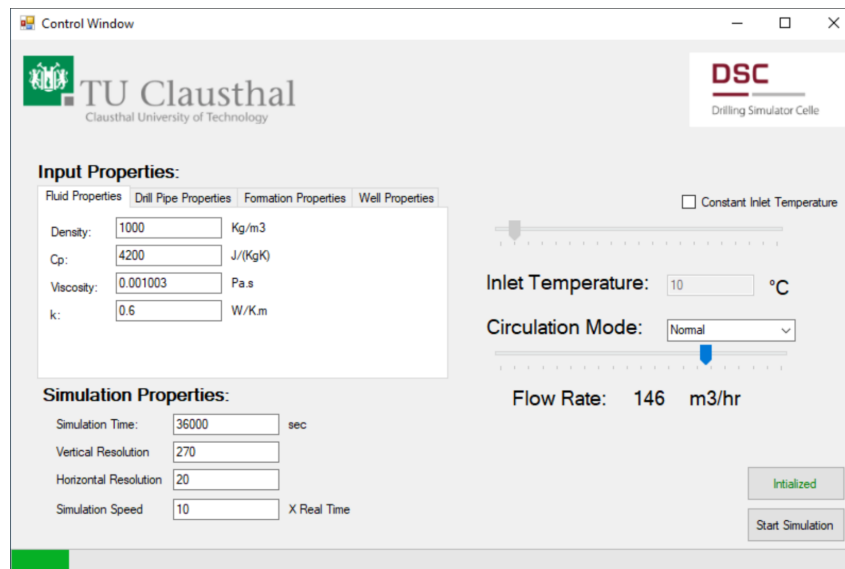 Control Window
TU Clausthal
Clausthal University of Technology
DSC
Drilling Simulator Celle
Input Properties:
Fluid Properties Drill Pipe Properties Formation Properties Well Properties
Density: 1000 Kg/m3
Cp: 4200 J/(KgK)
Viscosity: 0.001003 Pa.s
k: 0.6 W/K.m
Constant Inlet Temperature
Inlet Temperature: 10 °C
Circulation Mode: Normal
Flow Rate: 146 m3/hr
Simulation Properties:
Simulation Time: 36000 sec
Vertical Resolution 270
Horizontal Resolution 20
Simulation Speed 10 X Real Time
Intialized
Start Simulation